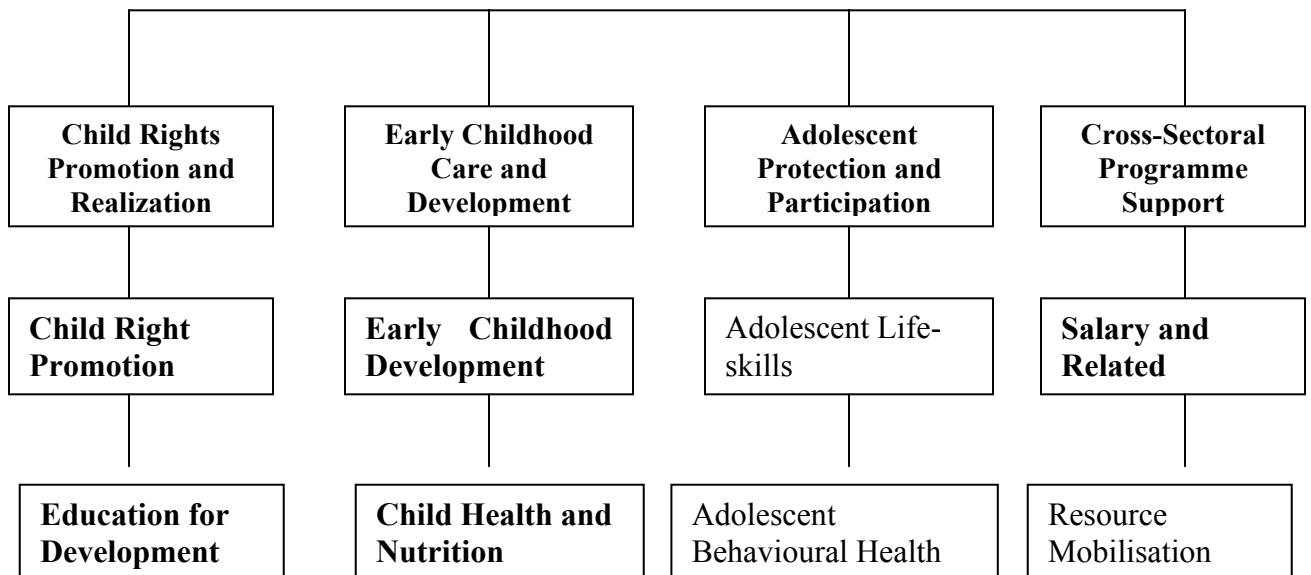 Child Rights
Promotion and
Realization
Early Childhood
Care and
Development
Adolescent
Protection and
Participation
Cross-Sectoral
Programme
Support
Child Right
Promotion
Early Childhood
Development
Adolescent Life-
skills
Salary and
Related
Education for
Development
Child Health and
Nutrition
Adolescent
Behavioural Health
Resource
Mobilisation